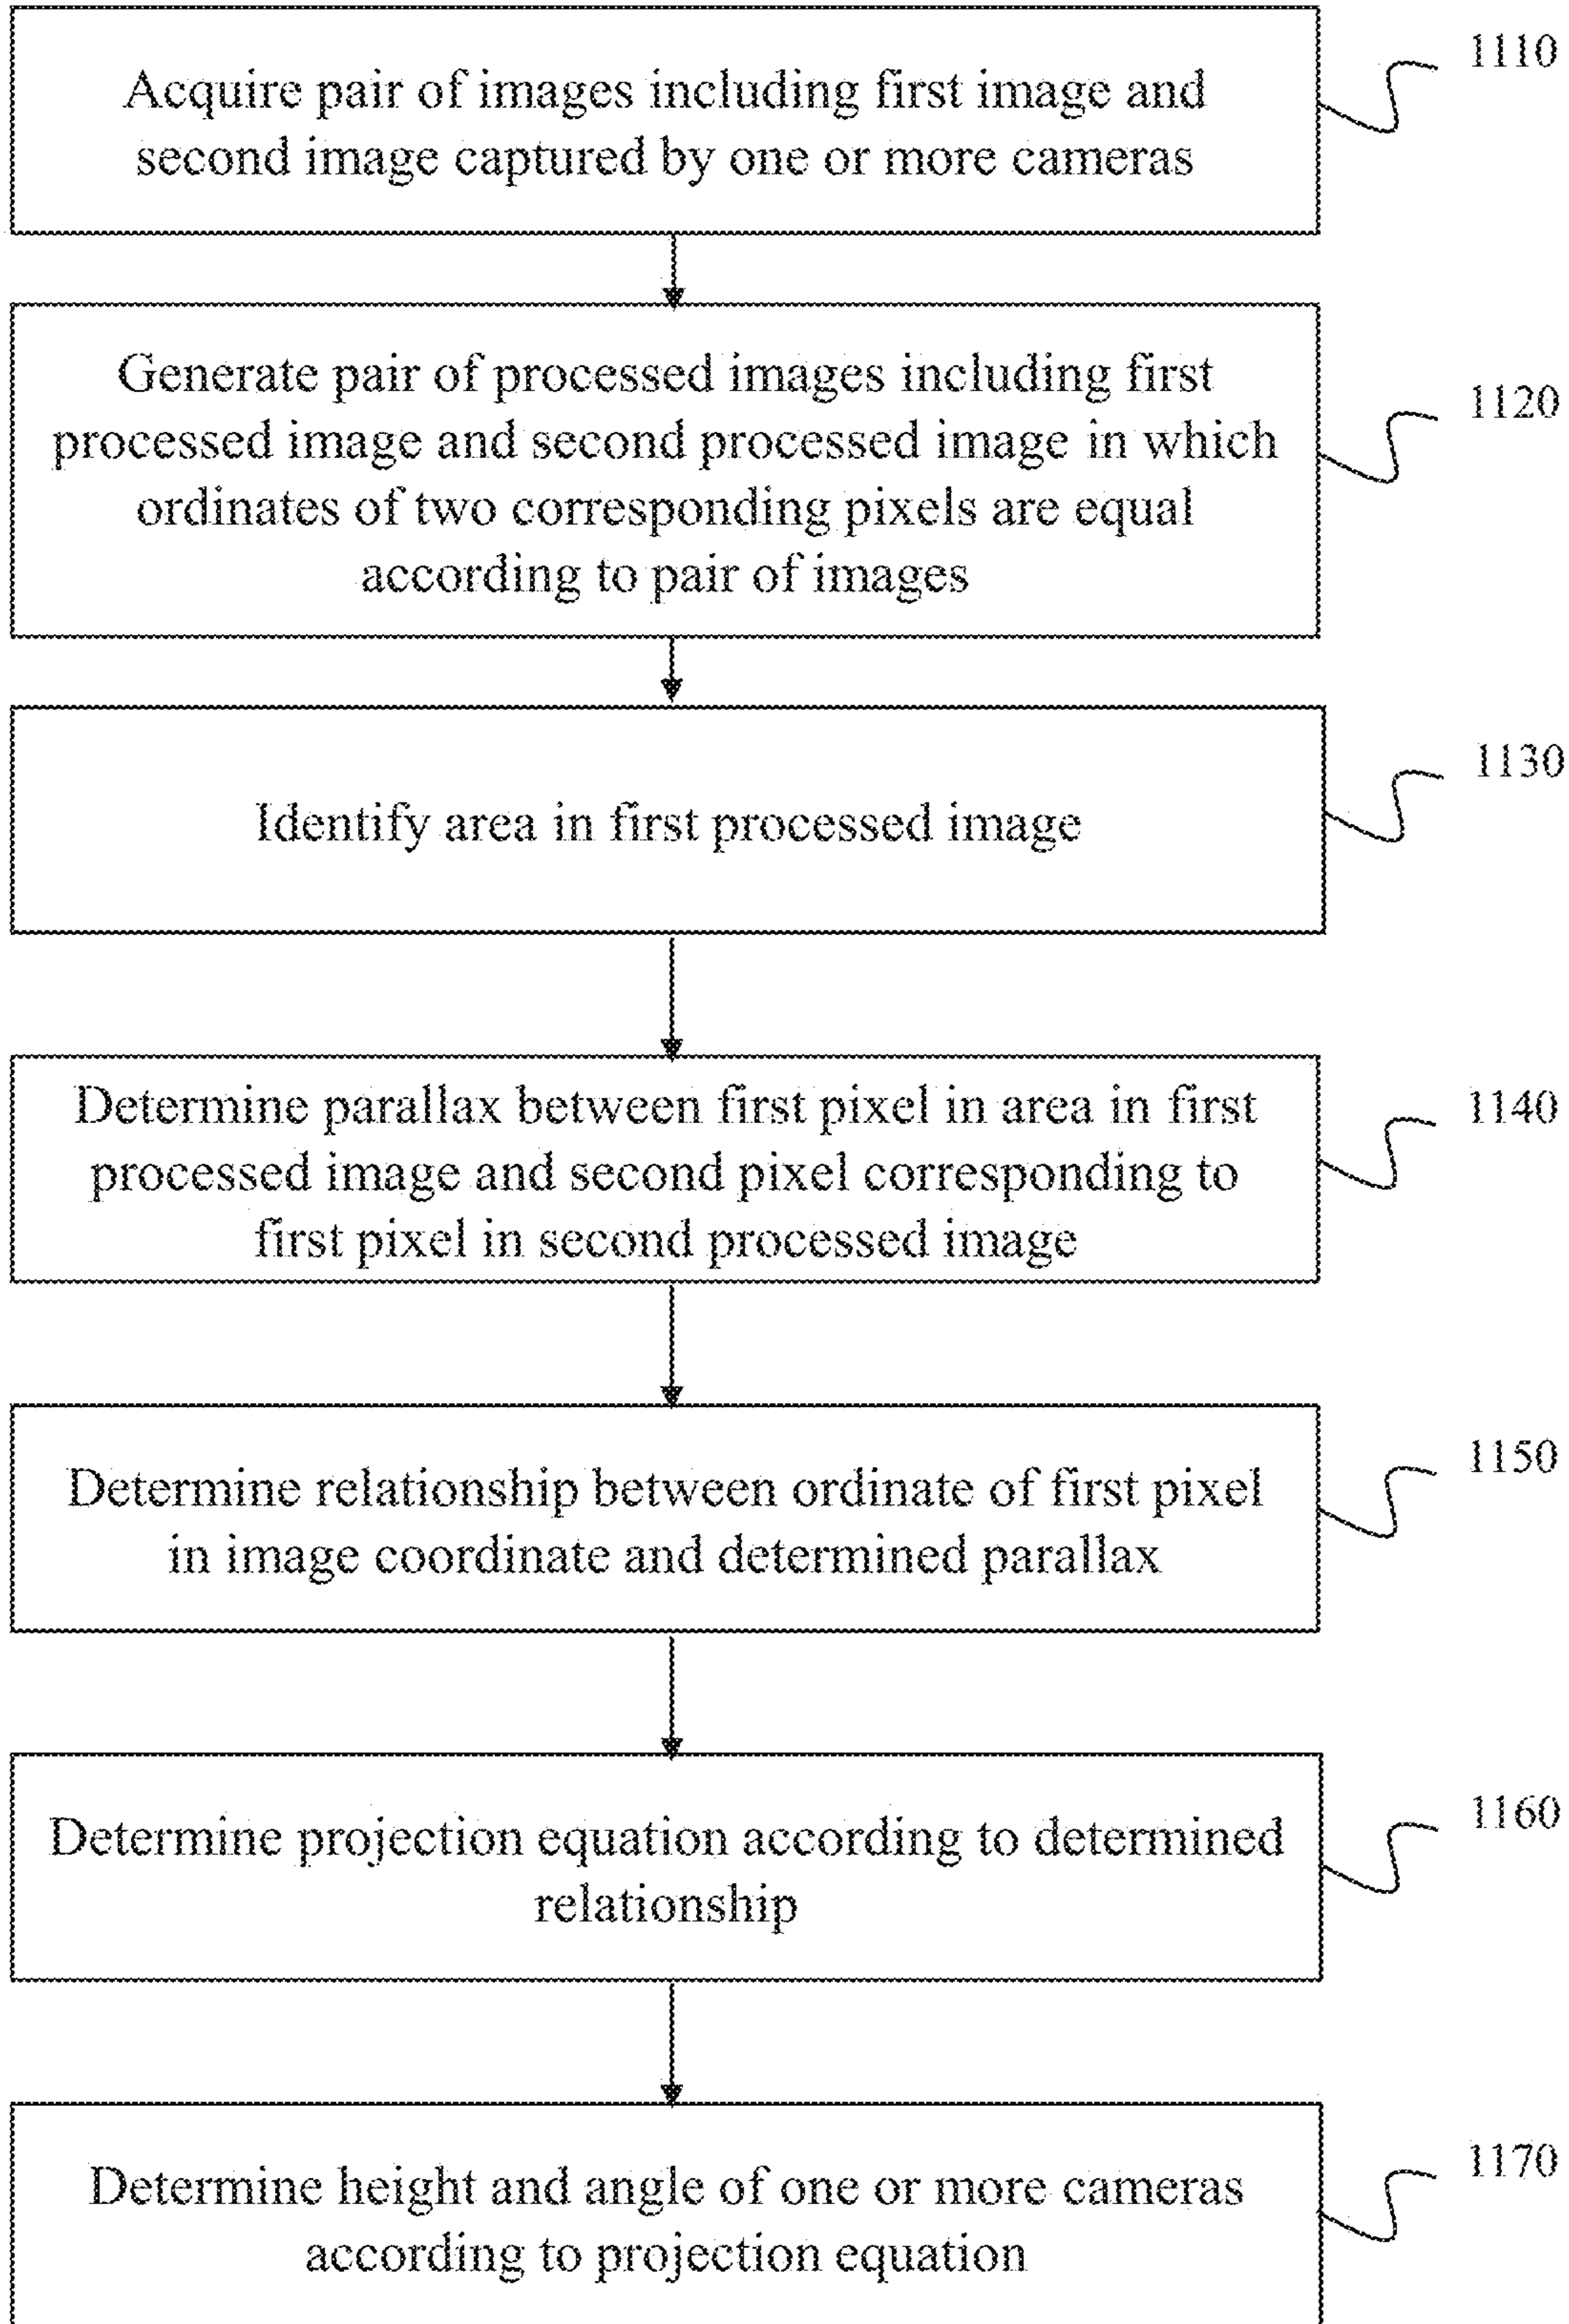 Acquire pair of images including first image and
second image captured by one or more cameras
1110
Generate pair of processed images including first
processed image and second processed image in which
ordinates of two corresponding pixels are equal
according to pair of images
1120
Identify area in first processed image
1130
Determine parallax between first pixel in area in first
processed image and second pixel corresponding to
first pixel in second processed image
1140
Determine relationship between ordinate of first pixel
in image coordinate and determined parallax
1150
Determine projection equation according to determined
relationship
1160
Determine height and angle of one or more cameras
according to projection equation
1170